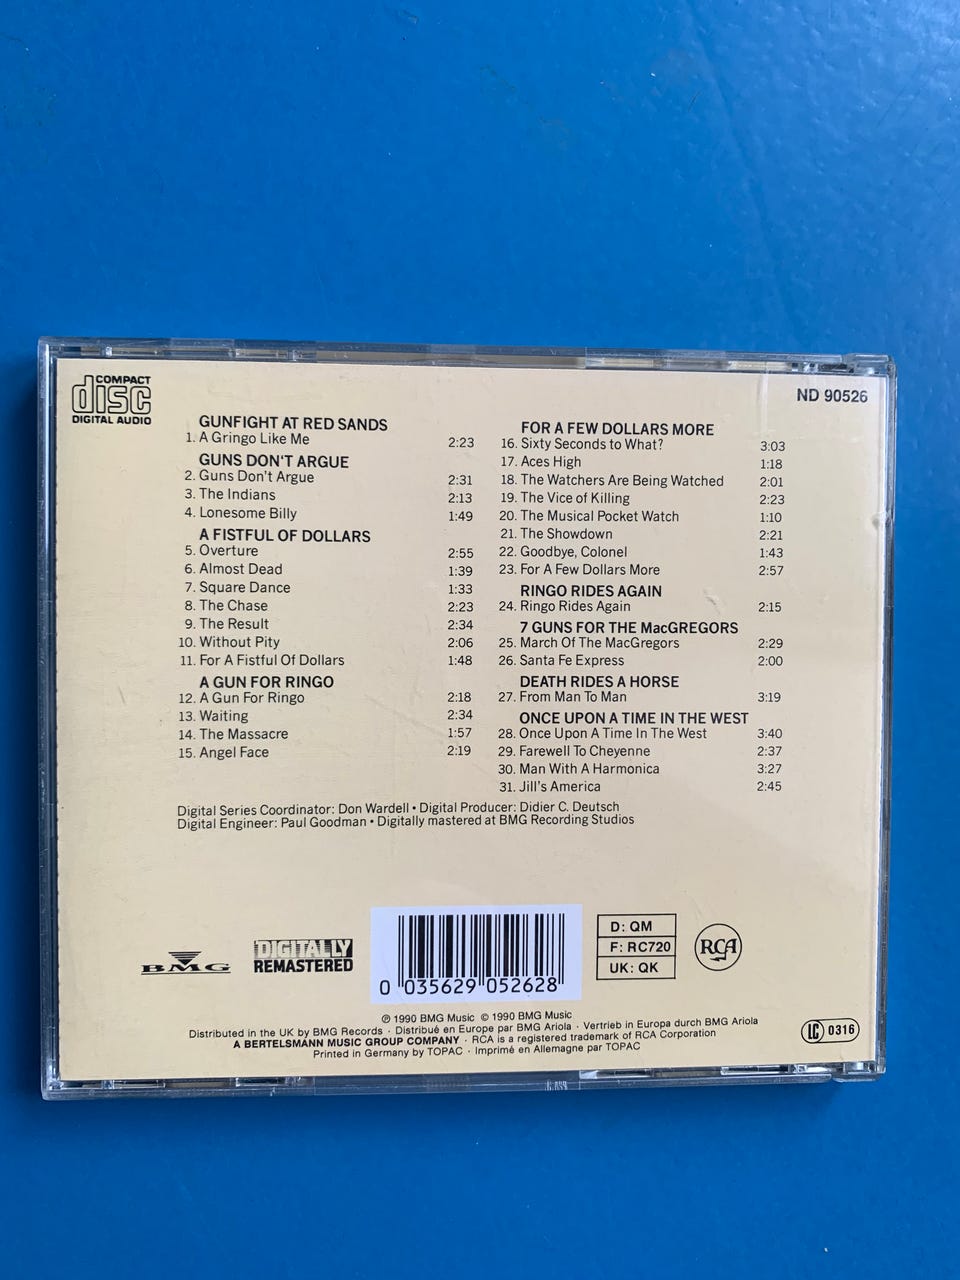 COMPACT
disc
DIGITAL AUDIO
ND 90526
GUNFIGHT AT RED SANDS
1. A Gringo Like Me 2:23
GUNS DON'T ARGUE
2. Guns Don't Argue 2:31
3. The Indians 2:13
4. Lonesome Billy 1:49
A FISTFUL OF DOLLARS
5. Overture 2:55
6. Almost Dead 1:39
7. Square Dance 1:33
8. The Chase 2:23
9. The Result 2:34
10. Without Pity 2:06
11. For A Fistful Of Dollars 1:48
A GUN FOR RINGO
12. A Gun For Ringo 2:18
13. Waiting 2:34
14. The Massacre 1:57
15. Angel Face 2:19
FOR A FEW DOLLARS MORE
16. Sixty Seconds to What? 3:03
17. Aces High 1:18
18. The Watchers Are Being Watched 2:01
19. The Vice of Killing 2:23
20. The Musical Pocket Watch 1:10
21. The Showdown 2:21
22. Goodbye, Colonel 1:43
23. For A Few Dollars More 2:57
RINGO RIDES AGAIN
24. Ringo Rides Again 2:15
7 GUNS FOR THE MacGREGORS
25. March Of The MacGregors 2:29
26. Santa Fe Express 2:00
DEATH RIDES A HORSE
27. From Man To Man 3:19
ONCE UPON A TIME IN THE WEST
28. Once Upon A Time In The West 3:40
29. Farewell To Cheyenne 2:37
30. Man With A Harmonica 3:27
31. Jill's America 2:45
Digital Series Coordinator: Don Wardell • Digital Producer: Didier C. Deutsch
Digital Engineer: Paul Goodman • Digitally mastered at BMG Recording Studios
BMG
DIGITALLY
REMASTERED
0 035629 052628
D: QM
F: RC720
UK: QK
RCA
℗ 1990 BMG Music © 1990 BMG Music
Distributed in the UK by BMG Records · Distribué en Europe par BMG Ariola · Vertrieb in Europa durch BMG Ariola
A BERTELSMANN MUSIC GROUP COMPANY · RCA is a registered trademark of RCA Corporation
Printed in Germany by TOPAC · Imprimé en Allemagne par TOPAC
LC 0316